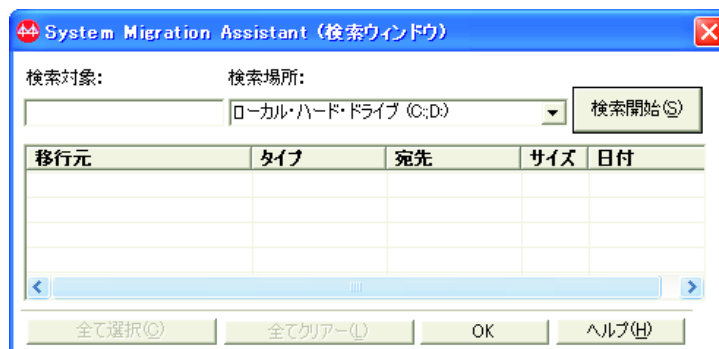 System Migration Assistant (検索ウィンドウ)
検索対象: 検索場所:
ローカル・ハード・ドライブ (C:;D:) 検索開始(S)
移行元 タイプ 宛先 サイズ 日付
全て選択(C) 全てクリアー(L) OK ヘルプ(H)